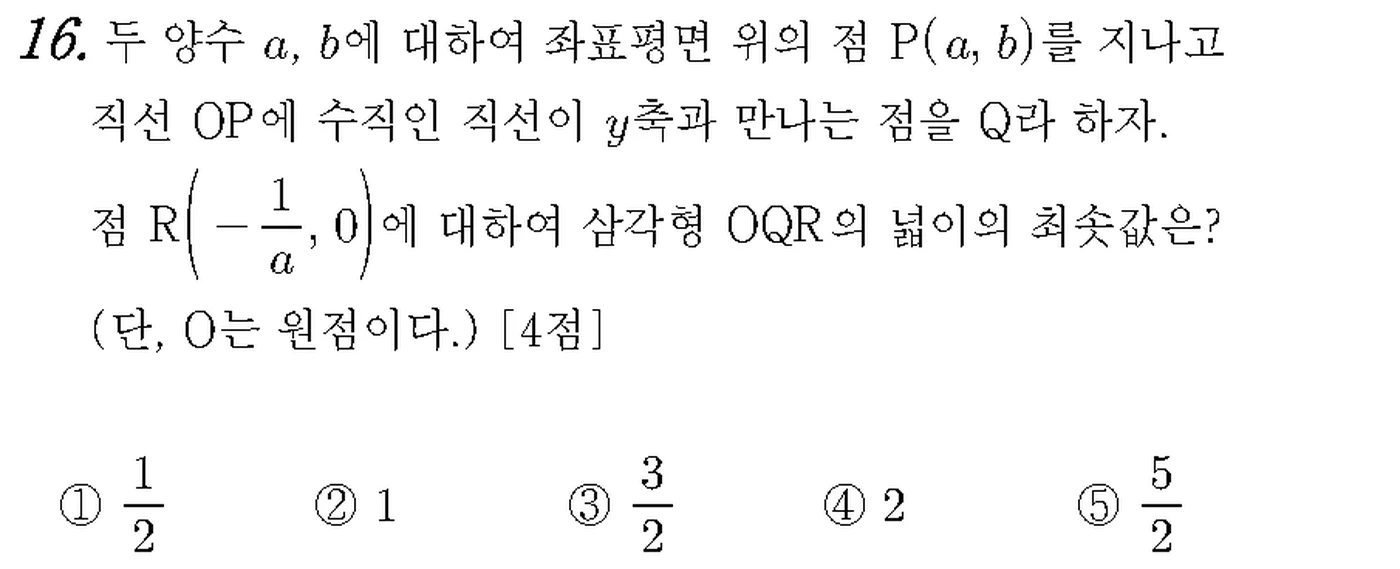 16. 두 양수 a, b에 대하여 좌표평면 위의 점 P(a, b)를 지나고
직선 OP에 수직인 직선이 y축과 만나는 점을 Q라 하자.
점 R(-1/a, 0)에 대하여 삼각형 OQR의 넓이의 최솟값은?
(단, O는 원점이다.) [4점]
① 1/2 ② 1 ③ 3/2 ④ 2 ⑤ 5/2